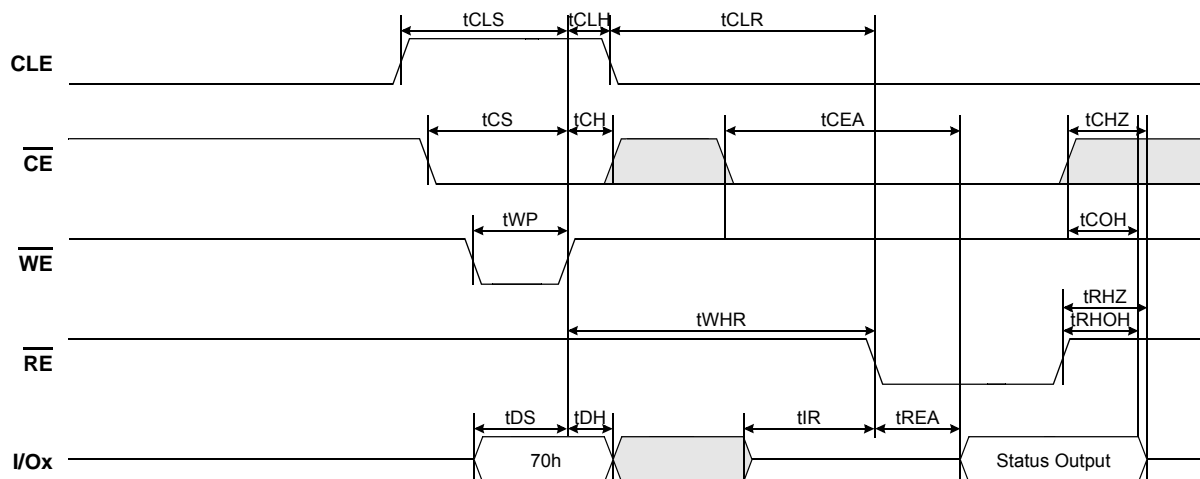 tCLS tCLH tCLR
CLE
tCS tCH tCEA tCHZ
CE
tWP tCOH
WE
tRHZ
tWHR tRHOH
RE
tDS tDH tIR tREA
I/Ox 70h Status Output